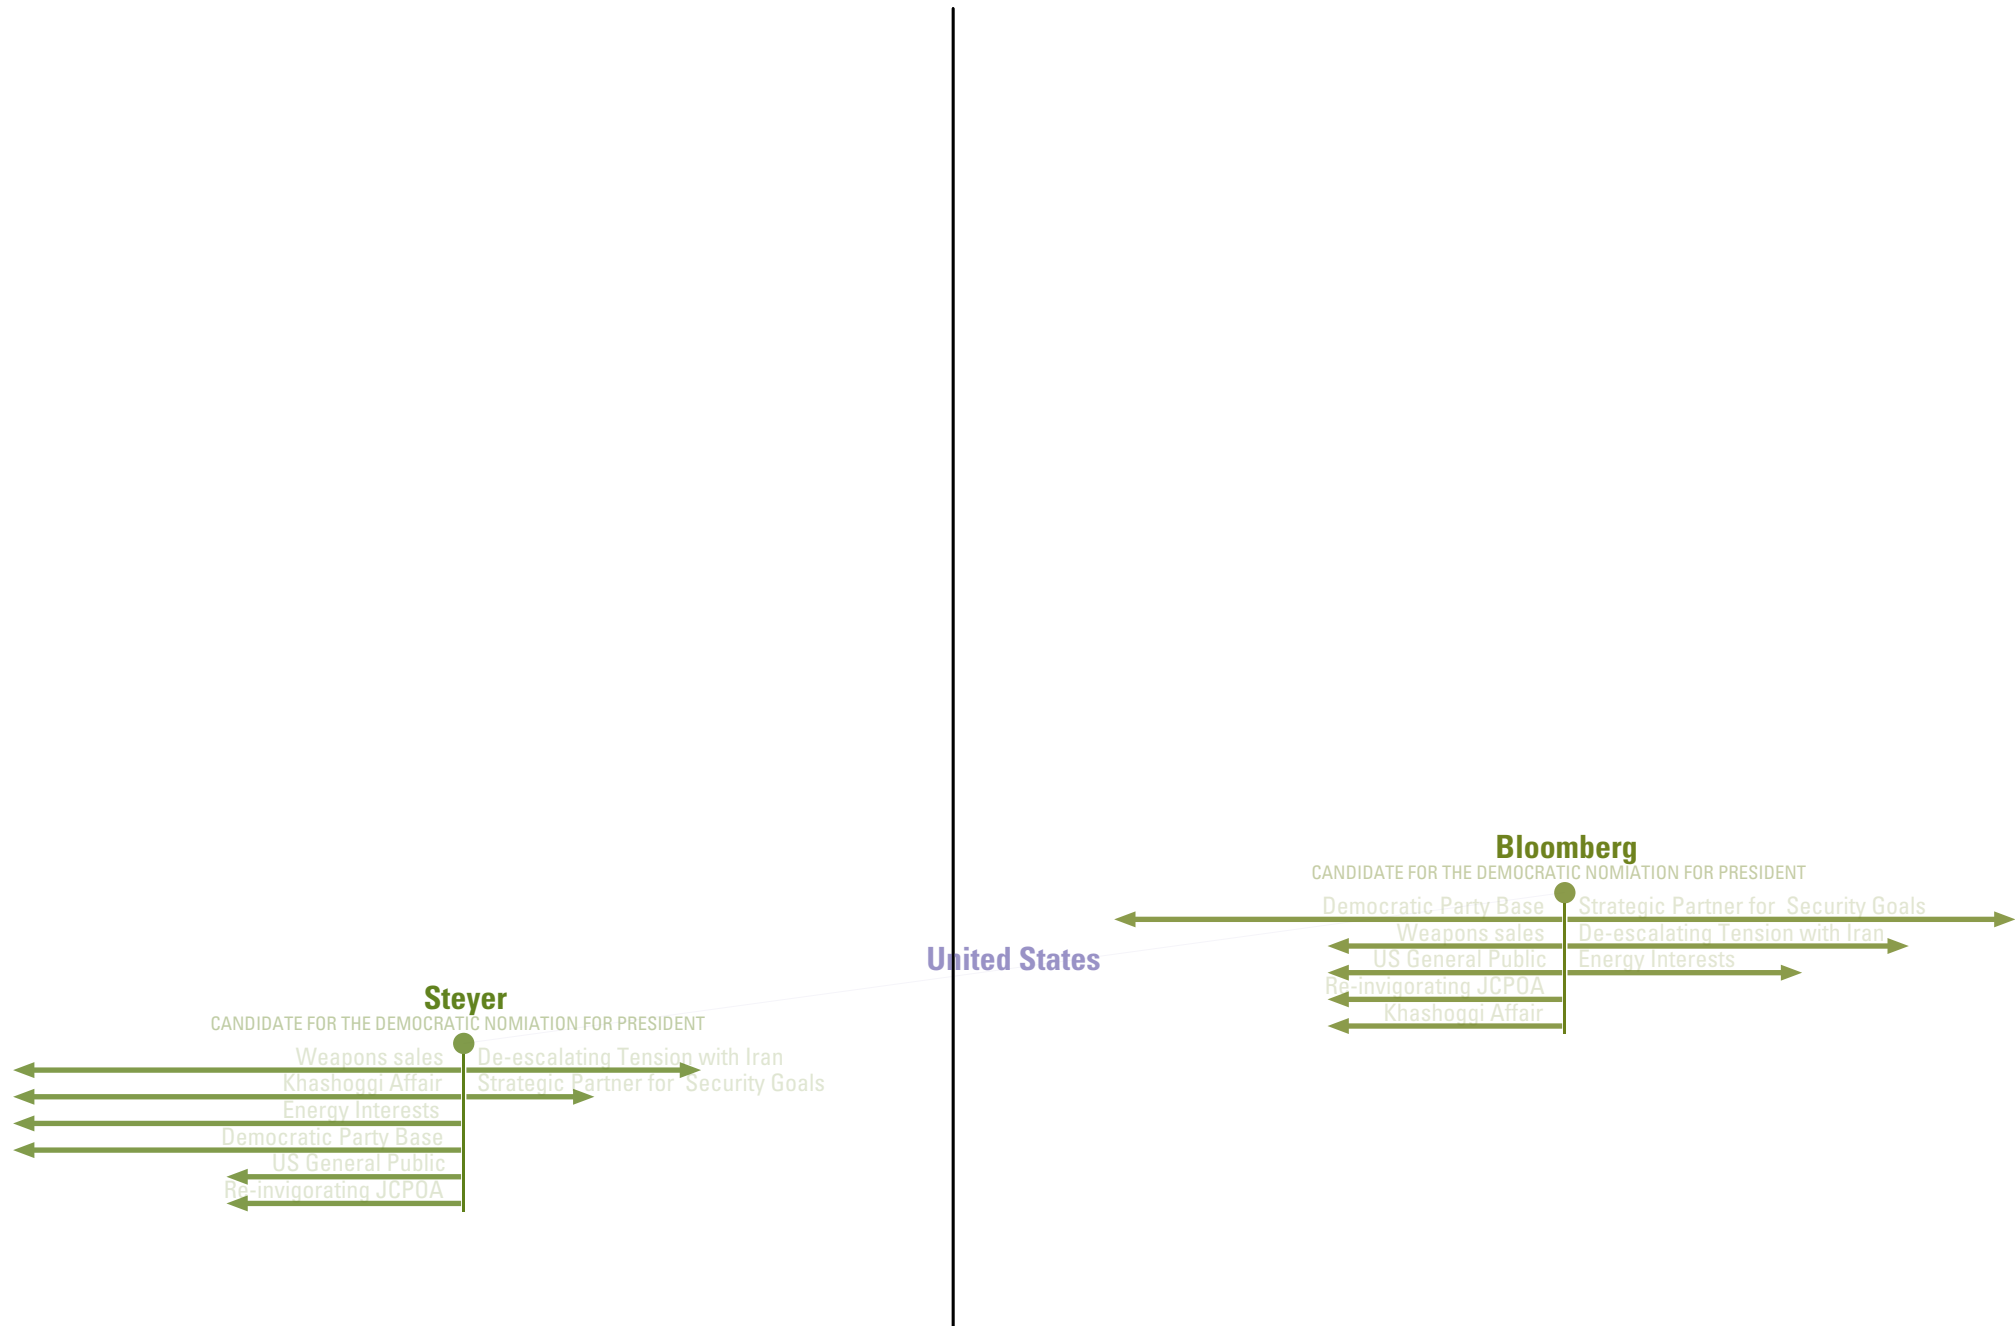 Bloomberg
CANDIDATE FOR THE DEMOCRATIC NOMIATION FOR PRESIDENT
Democratic Party Base
Strategic Partner for  Security Goals
Weapons sales
De-escalating Tension with Iran
US General Public
Energy Interests
Re-invigorating JCPOA
Khashoggi Affair
United States
Steyer
CANDIDATE FOR THE DEMOCRATIC NOMIATION FOR PRESIDENT
Weapons sales
De-escalating Tension with Iran
Khashoggi Affair
Strategic Partner for  Security Goals
Energy Interests
Democratic Party Base
US General Public
Re-invigorating JCPOA